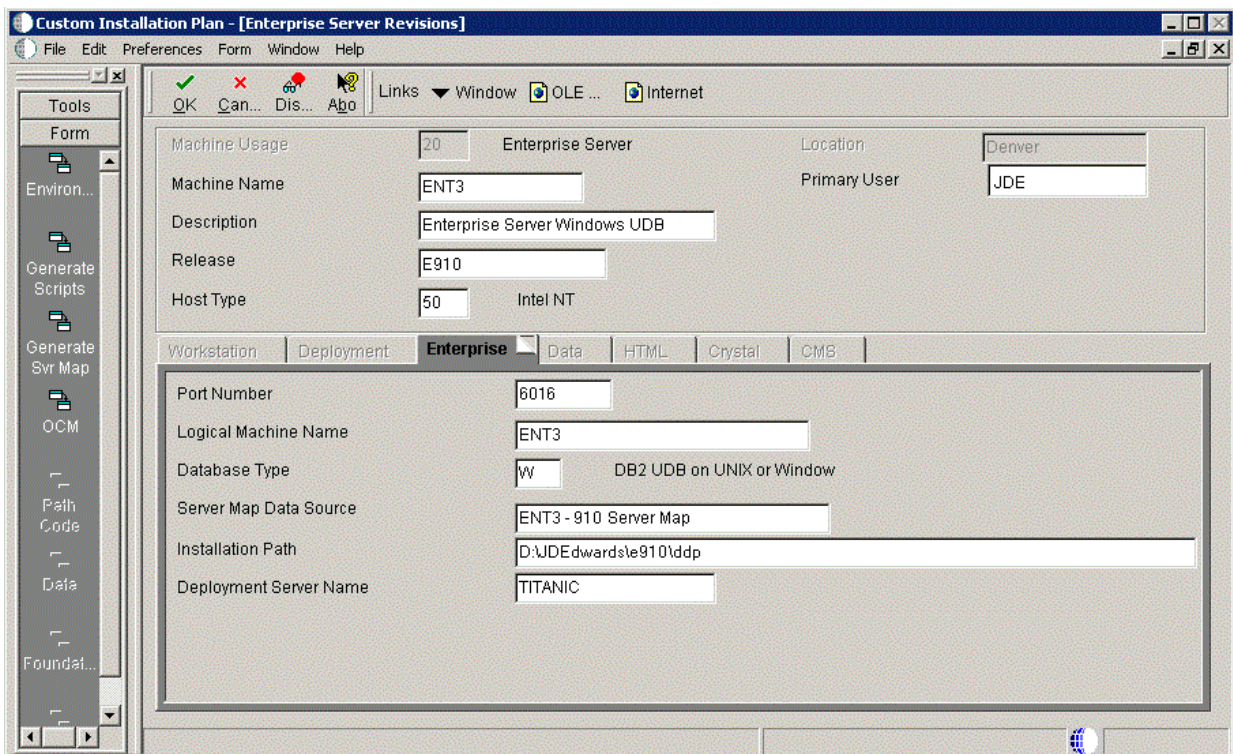 Custom Installation Plan - [Enterprise Server Revisions]
File Edit Preferences Form Window Help
Tools
Form
Environ...
Generate
Scripts
Generate
Svr Map
OCM
Path
Code
Data
Foundat...
OK Can... Dis... Abo Links Window OLE ... Internet
Machine Usage 20 Enterprise Server Location Denver
Machine Name ENT3 Primary User JDE
Description Enterprise Server Windows UDB
Release E910
Host Type 50 Intel NT
Workstation Deployment Enterprise Data HTML Crystal CMS
Port Number 6016
Logical Machine Name ENT3
Database Type W DB2 UDB on UNIX or Window
Server Map Data Source ENT3 - 910 Server Map
Installation Path D:\JDEdwards\e910\ddp
Deployment Server Name TITANIC